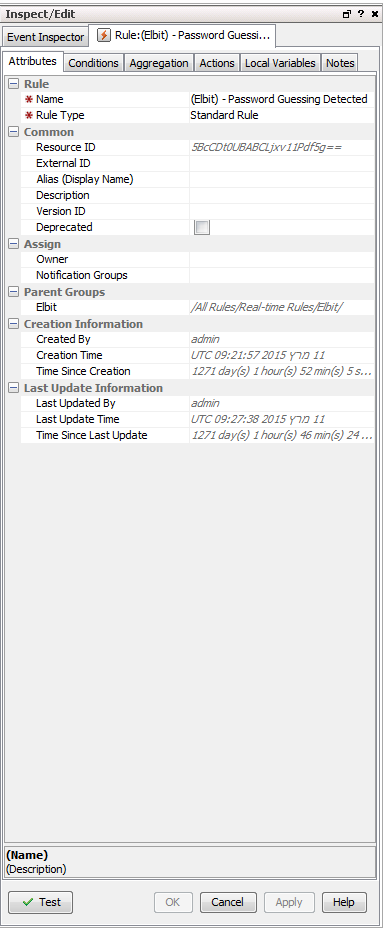 Inspect/Edit
Event Inspector
Rule:(Elbit) - Password Guessi...
Attributes Conditions Aggregation Actions Local Variables Notes
Rule
Name (Elbit) - Password Guessing Detected
Rule Type Standard Rule
Common
Resource ID 5BcCDt0UBABCLjxv11Pdf5g==
External ID
Alias (Display Name)
Description
Version ID
Deprecated
Assign
Owner
Notification Groups
Parent Groups
Elbit /All Rules/Real-time Rules/Elbit/
Creation Information
Created By admin
Creation Time UTC 09:21:57 2015 מרץ 11
Time Since Creation 1271 day(s) 1 hour(s) 52 min(s) 5 s...
Last Update Information
Last Updated By admin
Last Update Time UTC 09:27:38 2015 מרץ 11
Time Since Last Update 1271 day(s) 1 hour(s) 46 min(s) 24 ...
(Name)
(Description)
Test OK Cancel Apply Help